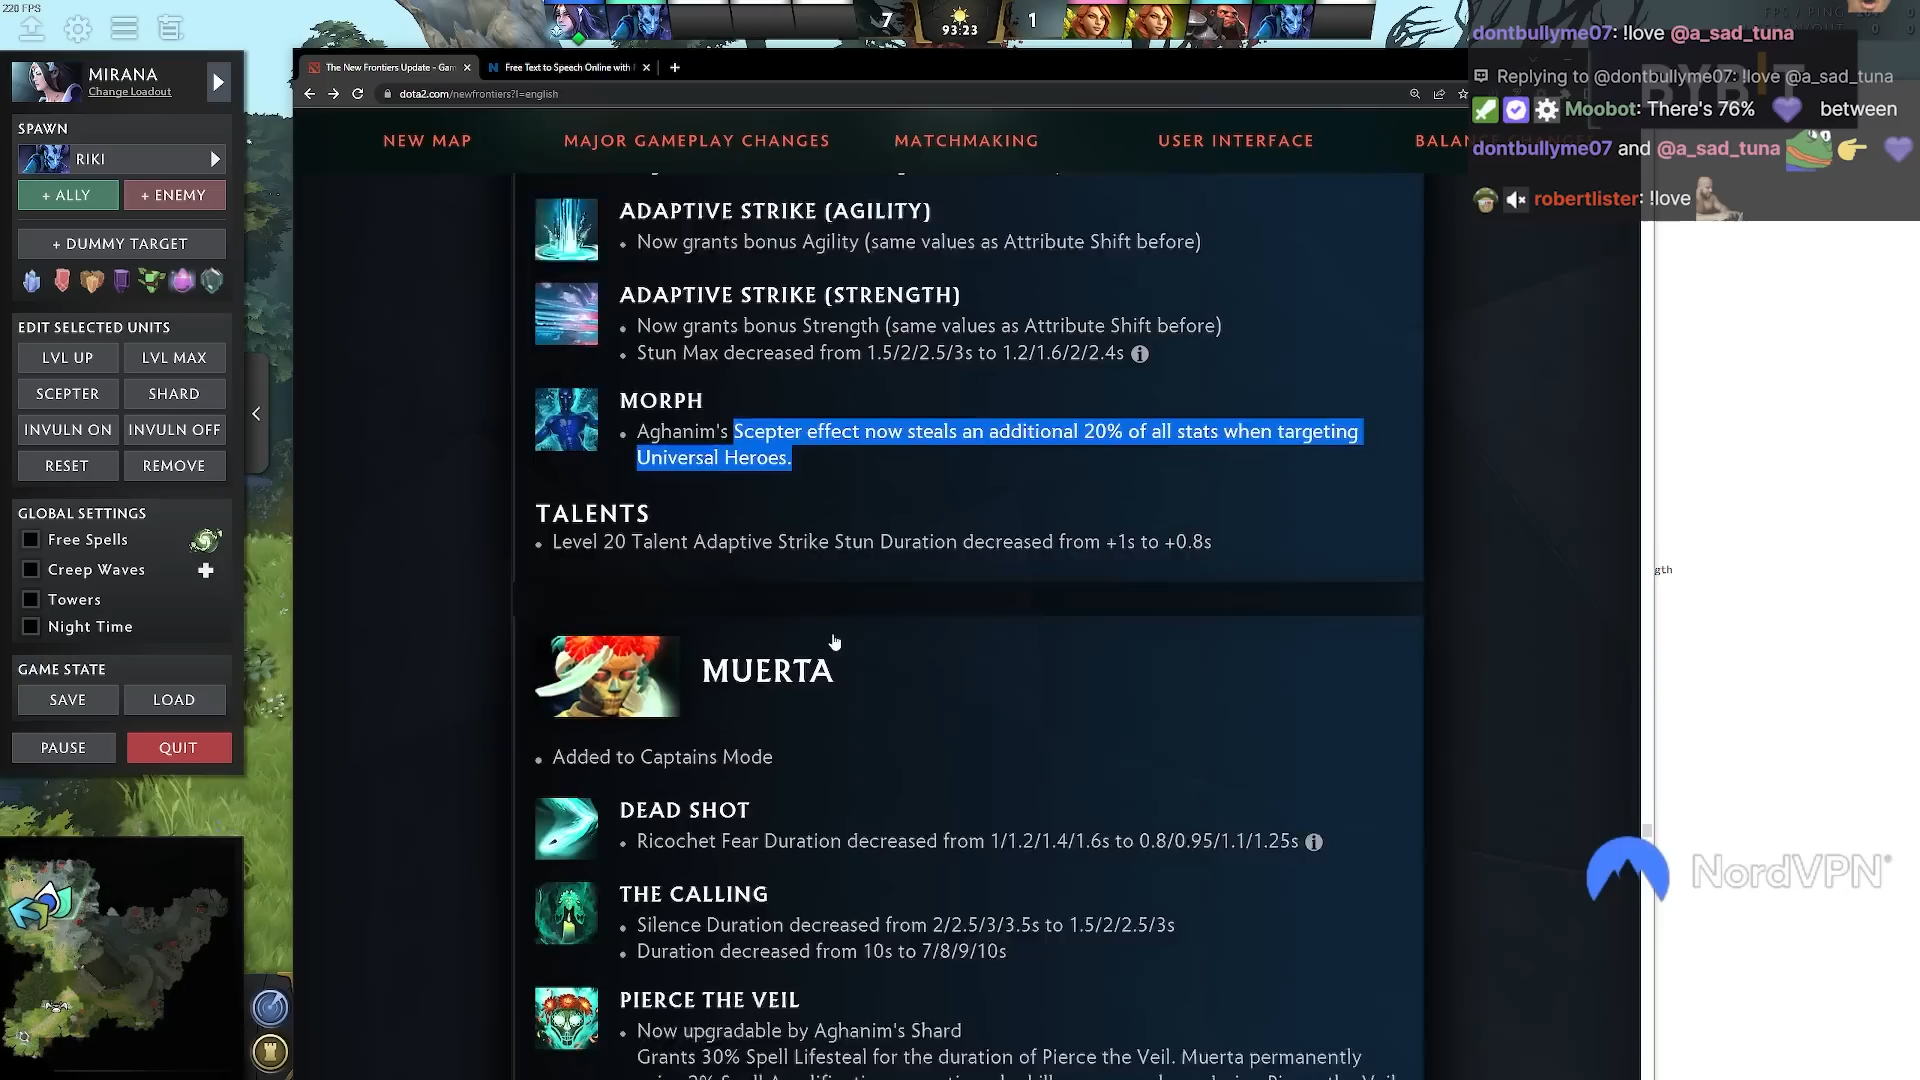 220 FPS
7
93:23
1
MIRANA
Change Loadout
SPAWN
RIKI
+ ALLY
+ ENEMY
+ DUMMY TARGET
EDIT SELECTED UNITS
LVL UP
LVL MAX
SCEPTER
SHARD
INVULN ON
INVULN OFF
RESET
REMOVE
GLOBAL SETTINGS
Free Spells
Creep Waves
Towers
Night Time
GAME STATE
SAVE
LOAD
PAUSE
QUIT
The New Frontiers Update - Gam
Free Text to Speech Online with
dota2.com/newfrontiers?l=english
NEW MAP
MAJOR GAMEPLAY CHANGES
MATCHMAKING
USER INTERFACE
ADAPTIVE STRIKE (AGILITY)
Now grants bonus Agility (same values as Attribute Shift before)
ADAPTIVE STRIKE (STRENGTH)
Now grants bonus Strength (same values as Attribute Shift before)
Stun Max decreased from 1.5/2/2.5/3s to 1.2/1.6/2/2.4s
MORPH
Aghanim's Scepter effect now steals an additional 20% of all stats when targeting
Universal Heroes.
TALENTS
Level 20 Talent Adaptive Strike Stun Duration decreased from +1s to +0.8s
MUERTA
Added to Captains Mode
DEAD SHOT
Ricochet Fear Duration decreased from 1/1.2/1.4/1.6s to 0.8/0.95/1.1/1.25s
THE CALLING
Silence Duration decreased from 2/2.5/3/3.5s to 1.5/2/2.5/3s
Duration decreased from 10s to 7/8/9/10s
PIERCE THE VEIL
Now upgradable by Aghanim's Shard
Grants 30% Spell Lifesteal for the duration of Pierce the Veil. Muerta permanently
dontbullyme07: !love @a_sad_tuna
Replying to @dontbullyme07: !love @a_sad_tuna
Moobot: There's 76% between
dontbullyme07 and @a_sad_tuna
robertlister: !love
BYBIT
gth
NordVPN®